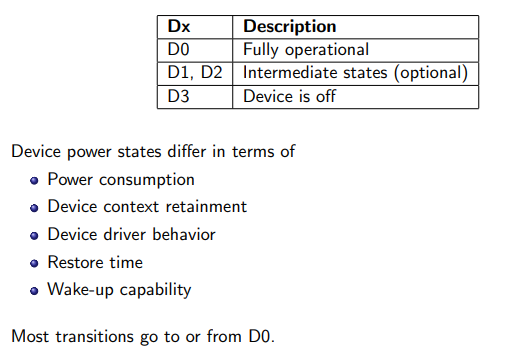 Dx Description
D0 Fully operational
D1, D2 Intermediate states (optional)
D3 Device is off
Device power states differ in terms of
Power consumption
Device context retainment
Device driver behavior
Restore time
Wake-up capability
Most transitions go to or from D0.